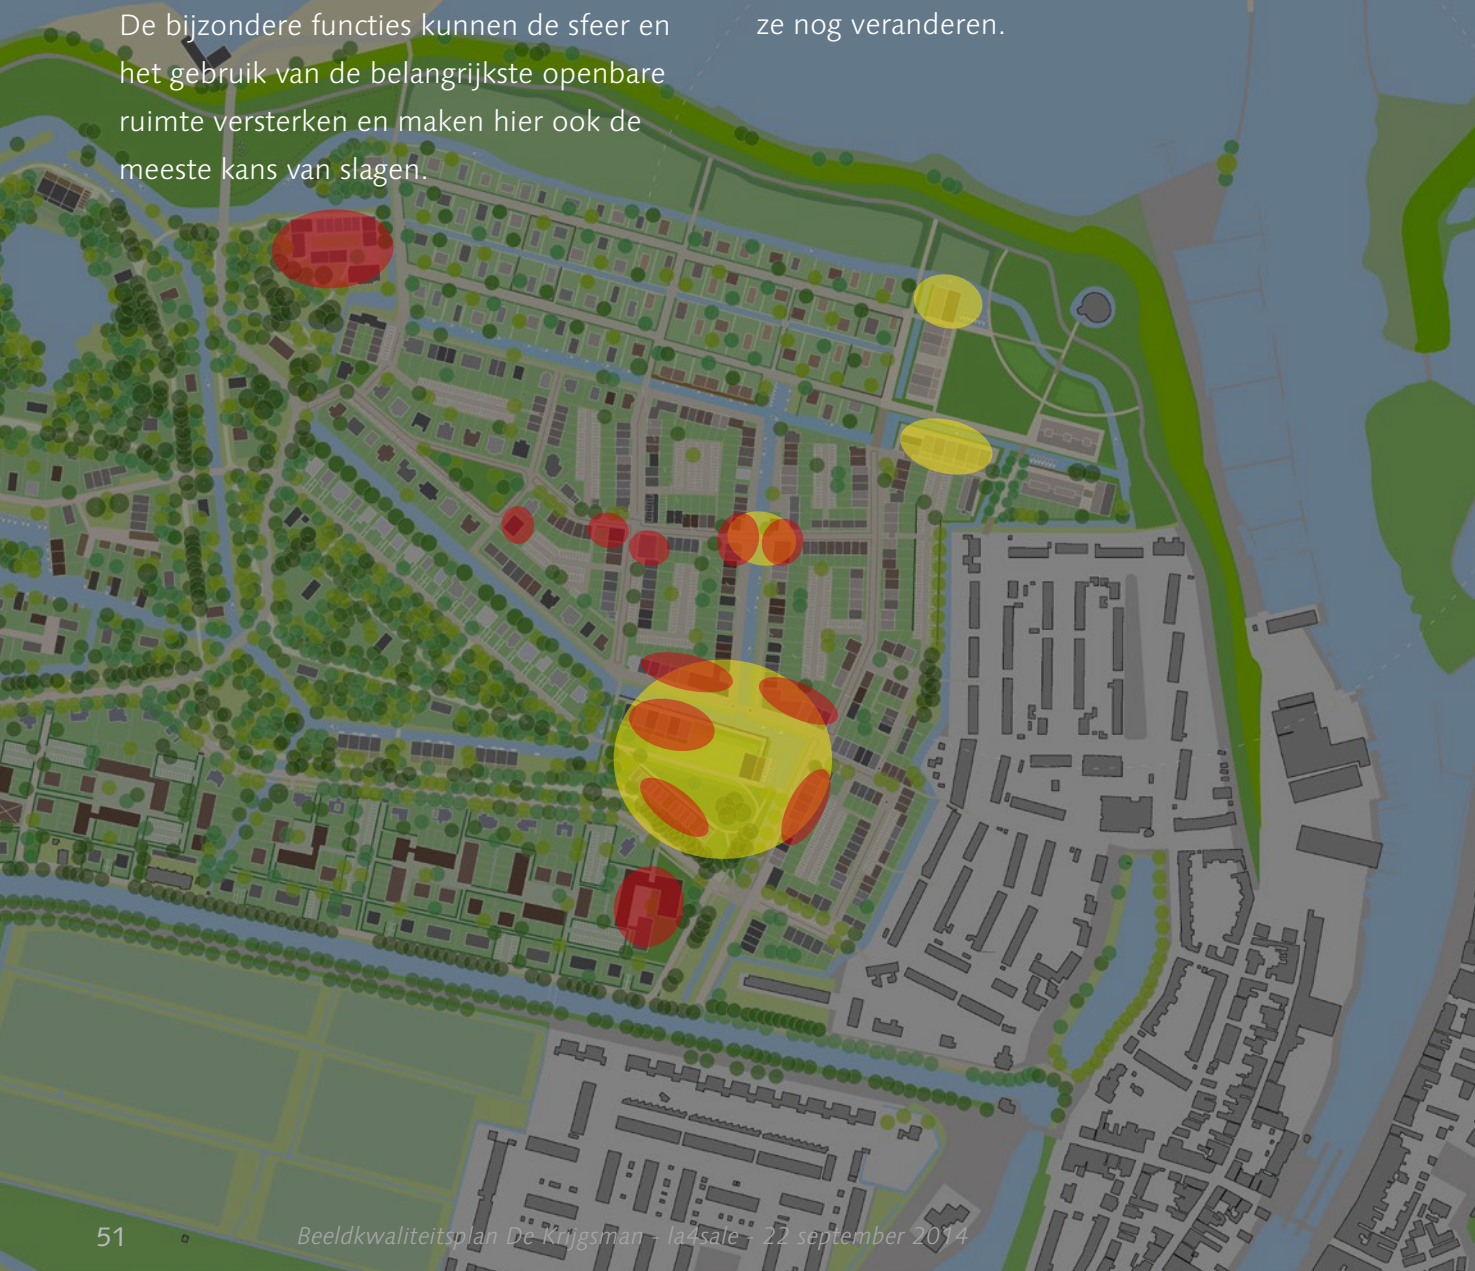 De bijzondere functies kunnen de sfeer en
het gebruik van de belangrijkste openbare
ruimte versterken en maken hier ook de
meeste kans van slagen.
ze nog veranderen.
51
Beeldkwaliteitsplan De Krijgsman - la4sale - 22 september 2014